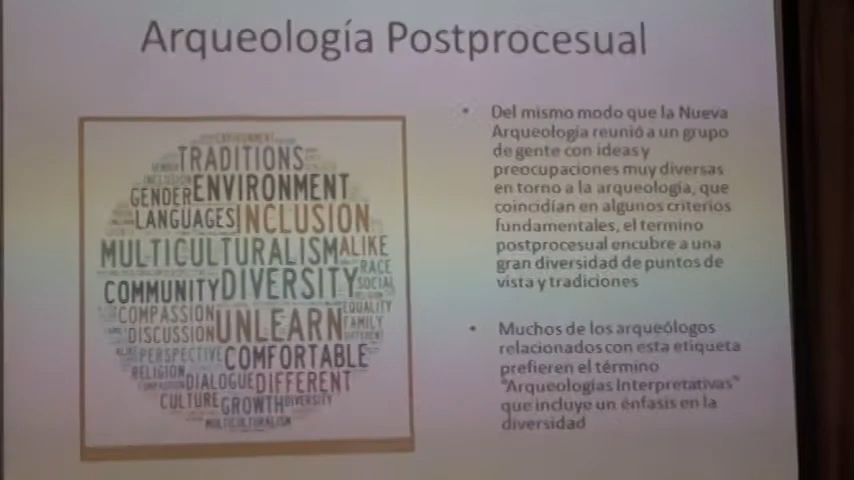 Arqueología Postprocesual
ENVIRONMENT
TRADITIONS
GENDER ENVIRONMENT
LANGUAGES INCLUSION
MULTICULTURALISM ALIKE
RACE
COMMUNITY DIVERSITY SOCIAL
COMPASSION UNLEARN EQUALITY
DISCUSSION FAMILY
PERSPECTIVE COMFORTABLE
RELIGION DIALOGUE DIFFERENT
CULTURE GROWTH DIVERSITY
MULTICULTURALISM
• Del mismo modo que la Nueva
Arqueología reunió a un grupo
de gente con ideas y
preocupaciones muy diversas
en torno a la arqueología, que
coincidían en algunos criterios
fundamentales, el termino
postprocesual encubre a una
gran diversidad de puntos de
vista y tradiciones
• Muchos de los arqueólogos
relacionados con esta etiqueta
prefieren el término
"Arqueologías Interpretativas"
que incluye un énfasis en la
diversidad